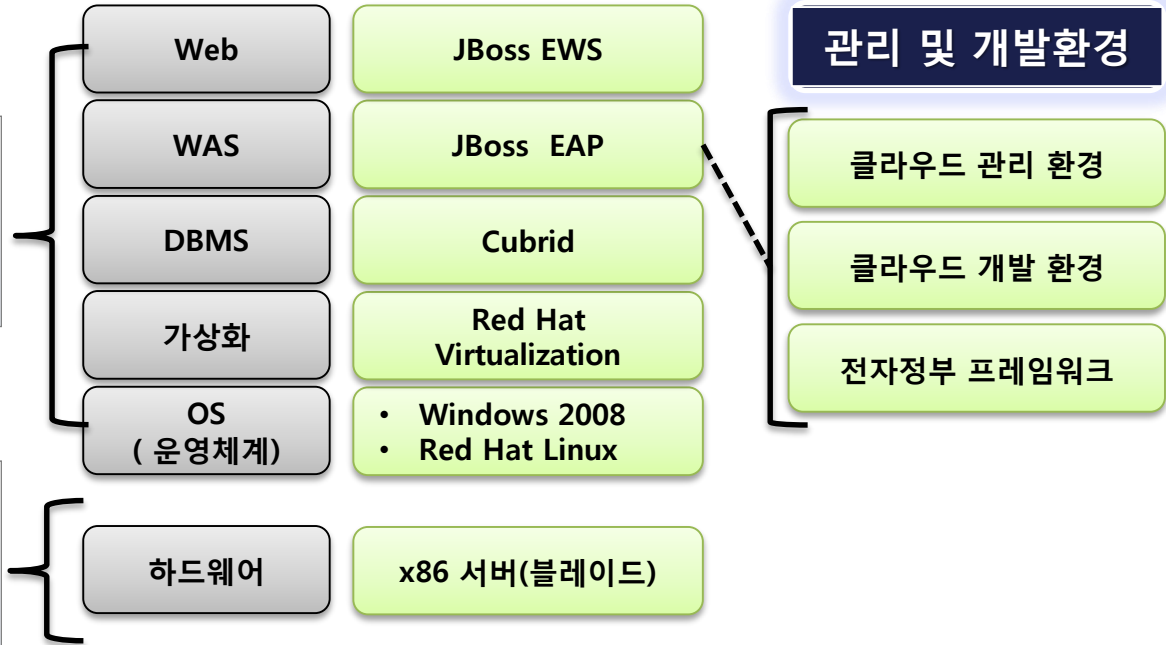 Web
JBoss EWS
WAS
JBoss EAP
DBMS
Cubrid
가상화
Red Hat
Virtualization
OS
( 운영체계)
• Windows 2008
• Red Hat Linux
하드웨어
x86 서버(블레이드)
관리 및 개발환경
클라우드 관리 환경
클라우드 개발 환경
전자정부 프레임워크